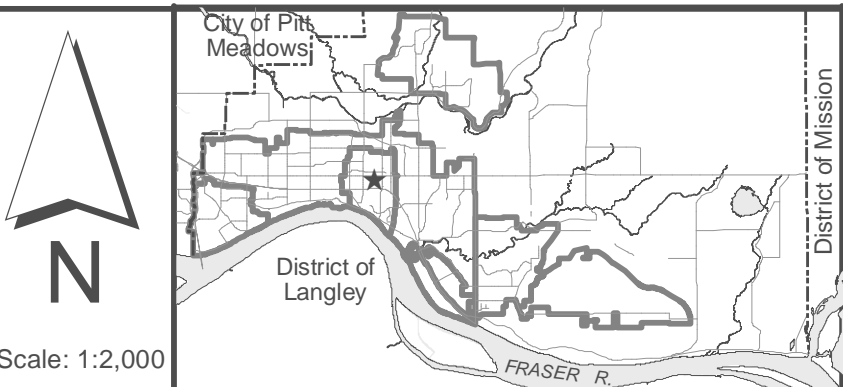 N
Scale: 1:2,000
City of Pitt
Meadows
District of
Langley
FRASER R.
District of Mission